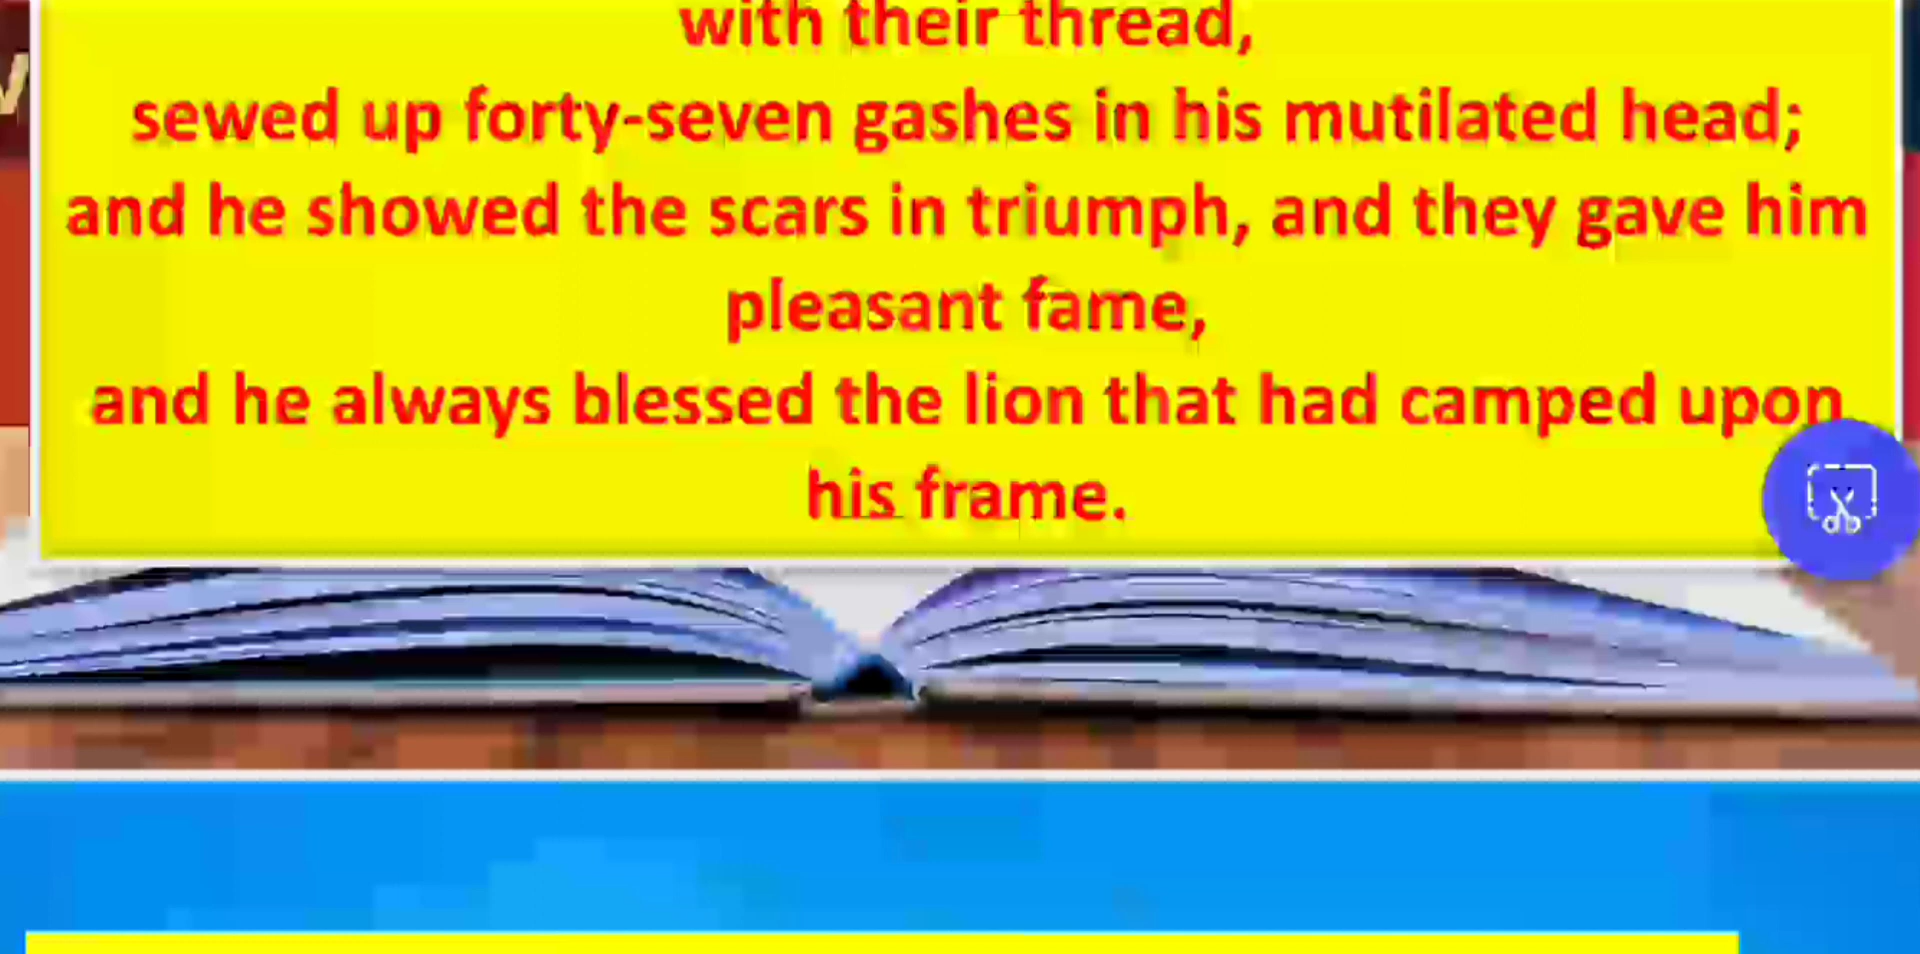 with their thread,
sewed up forty-seven gashes in his mutilated head;
and he showed the scars in triumph, and they gave him
pleasant fame,
and he always blessed the lion that had camped upon
his frame.